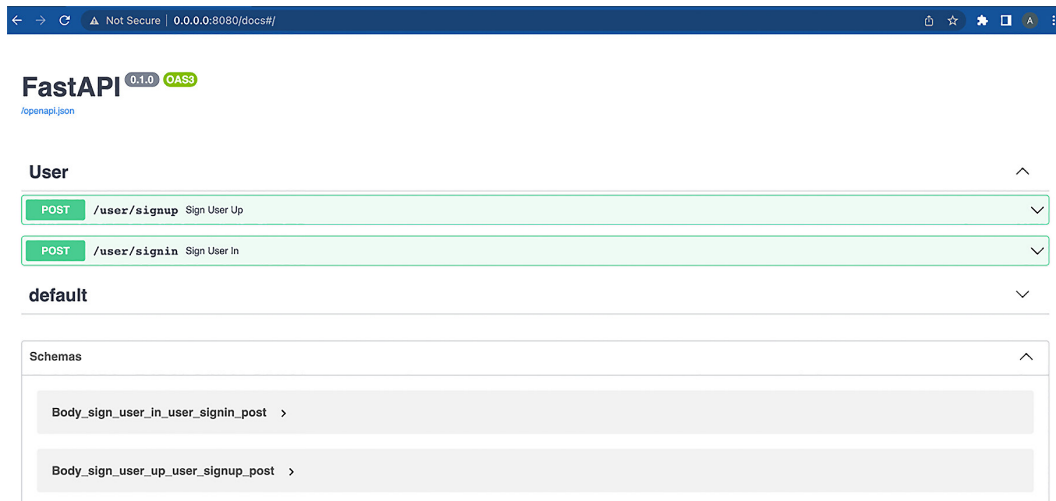 Not Secure | 0.0.0.0:8080/docs#/
A
FastAPI 0.1.0 OAS3
/openapi.json
User
POST /user/signup Sign User Up
POST /user/signin Sign User In
default
Schemas
Body_sign_user_in_user_signin_post
Body_sign_user_up_user_signup_post